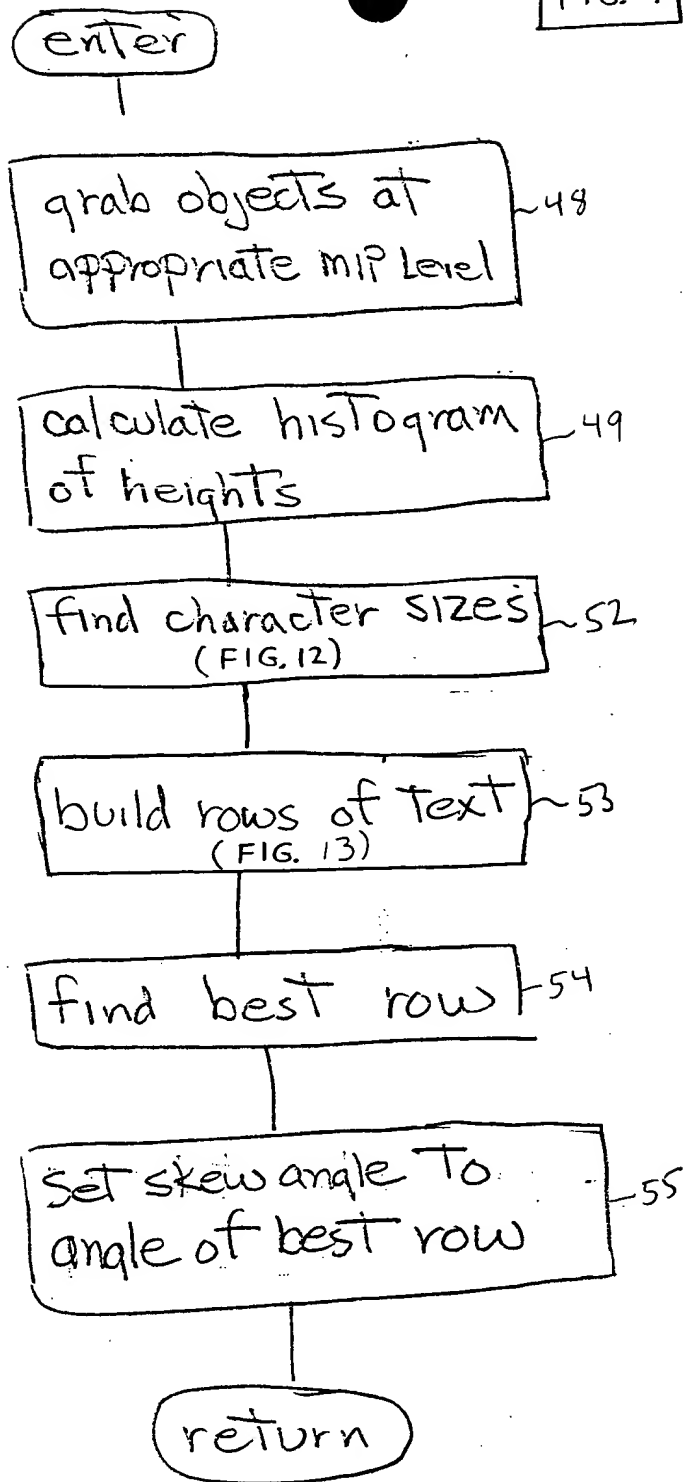 FIG.
enter
grab objects at
appropriate MIP Level
48
calculate histogram
of heights
49
find character sizes
(FIG. 12)
52
build rows of Text
(FIG. 13)
53
find best row
54
set skew angle To
angle of best row
55
return